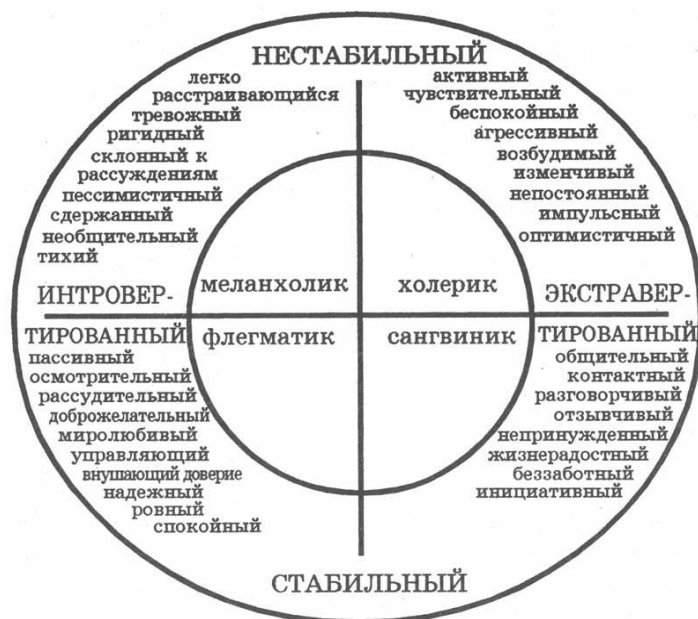 НЕСТАБИЛЬНЫЙ
легко
расстраивающийся
тревожный
ригидный
склонный к
рассуждениям
пессимистичный
сдержанный
необщительный
тихий
активный
чувствительный
беспокойный
агрессивный
возбудимый
изменчивый
непостоянный
импульсный
оптимистичный
меланхолик
холерик
ИНТРОВЕР-
ЭКСТРАВЕР-
ТИРОВАННЫЙ
флегматик
сангвиник
ТИРОВАННЫЙ
пассивный
осмотрительный
рассудительный
доброжелательный
миролюбивый
управляющий
внушающий доверие
надежный
ровный
спокойный
общительный
контактный
разговорчивый
отзывчивый
непринужденный
жизнерадостный
беззаботный
инициативный
СТАБИЛЬНЫЙ